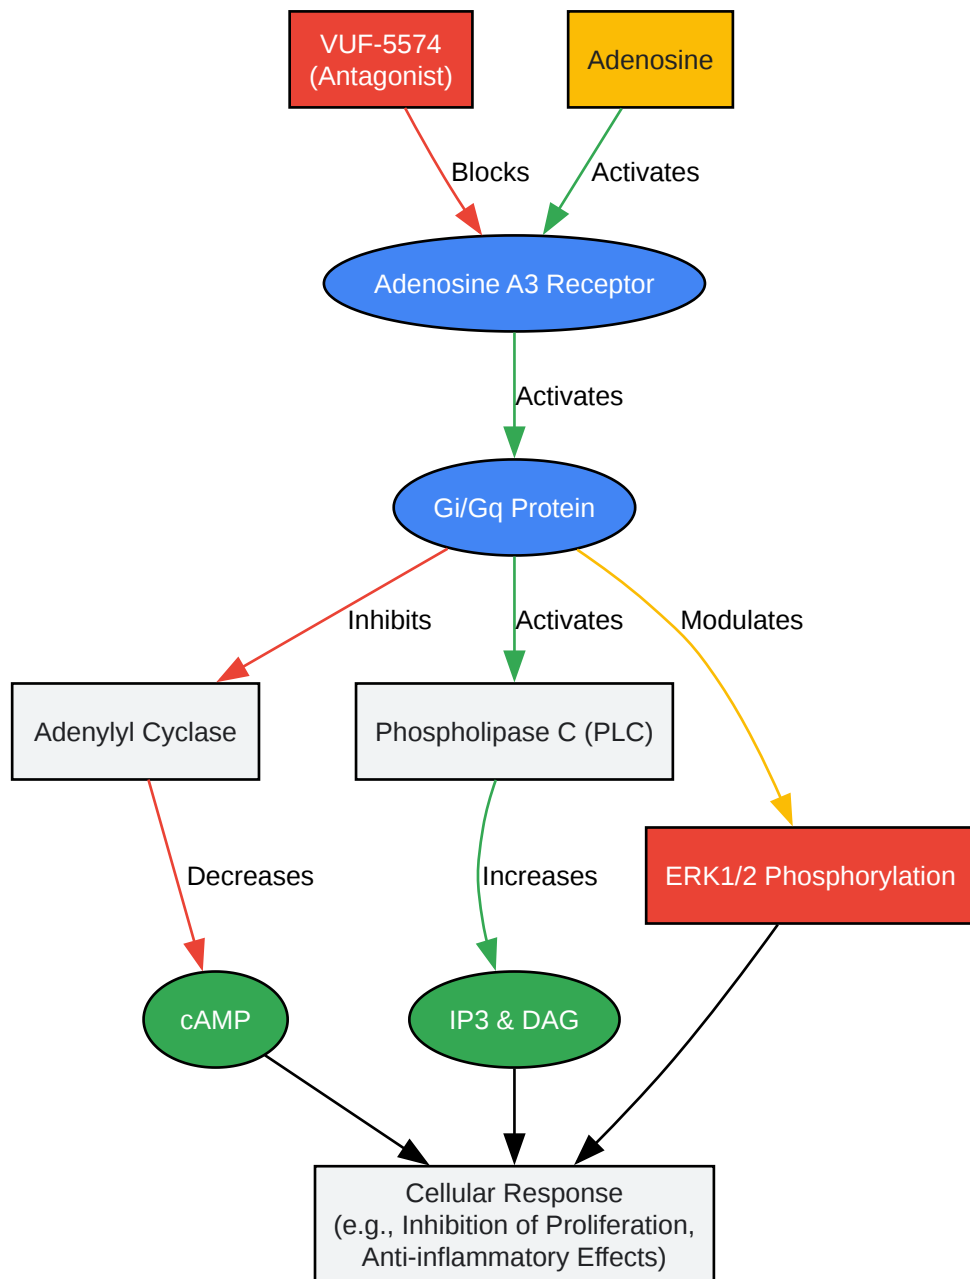 VUF-5574
(Antagonist)
Adenosine
Blocks
Activates
Adenosine A3 Receptor
Activates
Gi/Gq Protein
Inhibits
Activates
Modulates
Adenylyl Cyclase
Phospholipase C (PLC)
Decreases
Increases
ERK1/2 Phosphorylation
cAMP
IP3 & DAG
Cellular Response
(e.g., Inhibition of Proliferation,
Anti-inflammatory Effects)